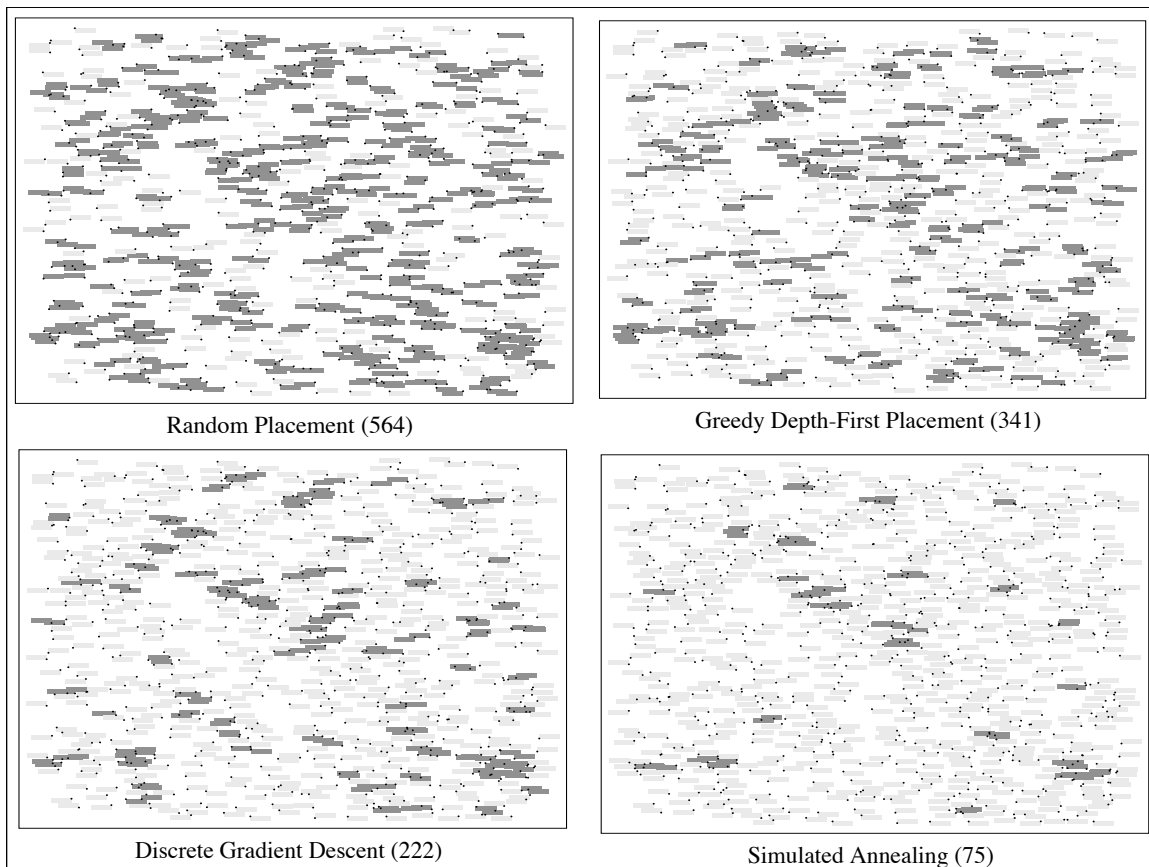 Random Placement (564)
Greedy Depth-First Placement (341)
Discrete Gradient Descent (222)
Simulated Annealing (75)